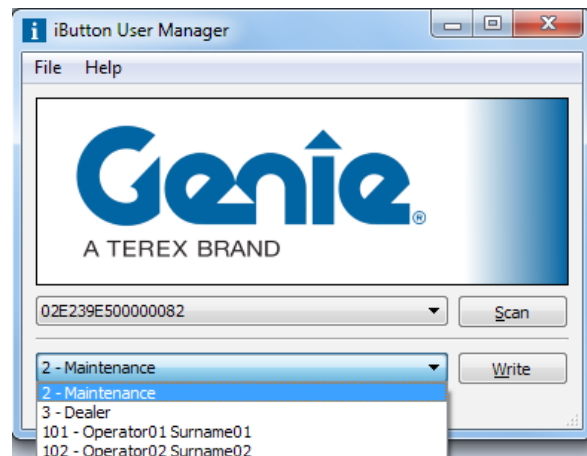 iButton User Manager
File Help
Genie®
A TEREX BRAND
02E239E500000082
Scan
2 - Maintenance
Write
2 - Maintenance
3 - Dealer
101 - Operator01 Surname01
102 - Operator02 Surname02